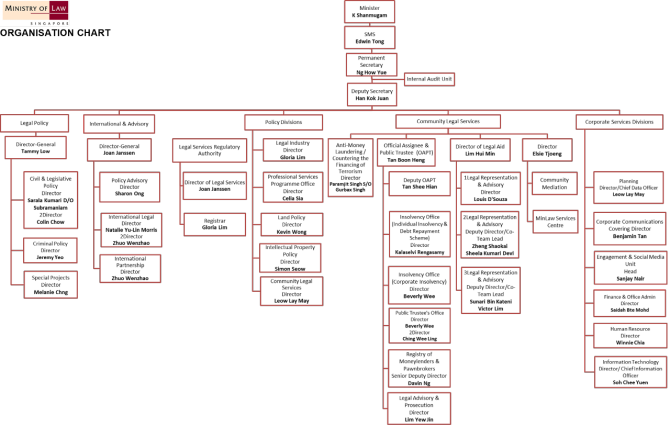 MINISTRY OF LAW
SINGAPORE
ORGANISATION CHART
Minister
K Shanmugam
SMS
Edwin Tong
Permanent
Secretary
Ng How Yue
Internal Audit Unit
Deputy Secretary
Han Kok Juan
Legal Policy
International & Advisory
Policy Divisions
Community Legal Services
Corporate Services Divisions
Director-General
Tammy Low
Civil & Legislative
Policy
Director
Sarala Kumari D/O
Subramaniam
2Director
Colin Chow
Criminal Policy
Director
Jeremy Yeo
Special Projects
Director
Melanie Chng
Director-General
Joan Janssen
Policy Advisory
Director
Sharon Ong
International Legal
Director
Natalie Yu-Lin Morris
2Director
Zhuo Wenzhao
International
Partnership
Director
Zhuo Wenzhao
Legal Services Regulatory
Authority
Director of Legal Services
Joan Janssen
Registrar
Gloria Lim
Legal Industry
Director
Gloria Lim
Professional Services
Programme Office
Director
Cella Sia
Land Policy
Director
Kevin Wong
Intellectual Property
Policy
Director
Simon Seow
Community Legal
Services
Director
Leow Lay May
Anti-Money
Laundering /
Countering the
Financing of
Terrorism
Director
Paramjit Singh S/O
Gurbax Singh
Official Assignee &
Public Trustee (OAPT)
Tan Boon Heng
Deputy OAPT
Tan Shee Hian
Insolvency Office
(Individual Insolvency &
Debt Repayment
Scheme)
Director
Kalaselvi Rengasamy
Insolvency Office
(Corporate Insolvency)
Director
Beverly Wee
Public Trustee's Office
Director
Beverly Wee
2Director
Ching Wee Ling
Registry of
Moneylenders &
Pawnbrokers
Senior Deputy Director
Davin Ng
Legal Advisory &
Prosecution
Director
Lim Yew Jin
Director of Legal Aid
Lim Hui Min
1Legal Representation
& Advisory
Director
Louis D'Souza
2Legal Representation
& Advisory
Deputy Director/Co-
Team Lead
Zheng Shaokai
Sheela Kumari Devi
3Legal Representation
& Advisory
Deputy Director/Co-
Team Lead
Sunari Bin Kateni
Victor Lim
Director
Elsie Tjoeng
Community
Mediation
MinLaw Services
Centre
Planning
Director/Chief Data Officer
Leow Lay May
Corporate Communications
Covering Director
Benjamin Tan
Engagement & Social Media
Unit
Head
Sanjay Nair
Finance & Office Admin
Director
Saidah Bte Mohd
Human Resource
Director
Winnie Chia
Information Technology
Director/ Chief Information
Officer
Soh Chee Yuen